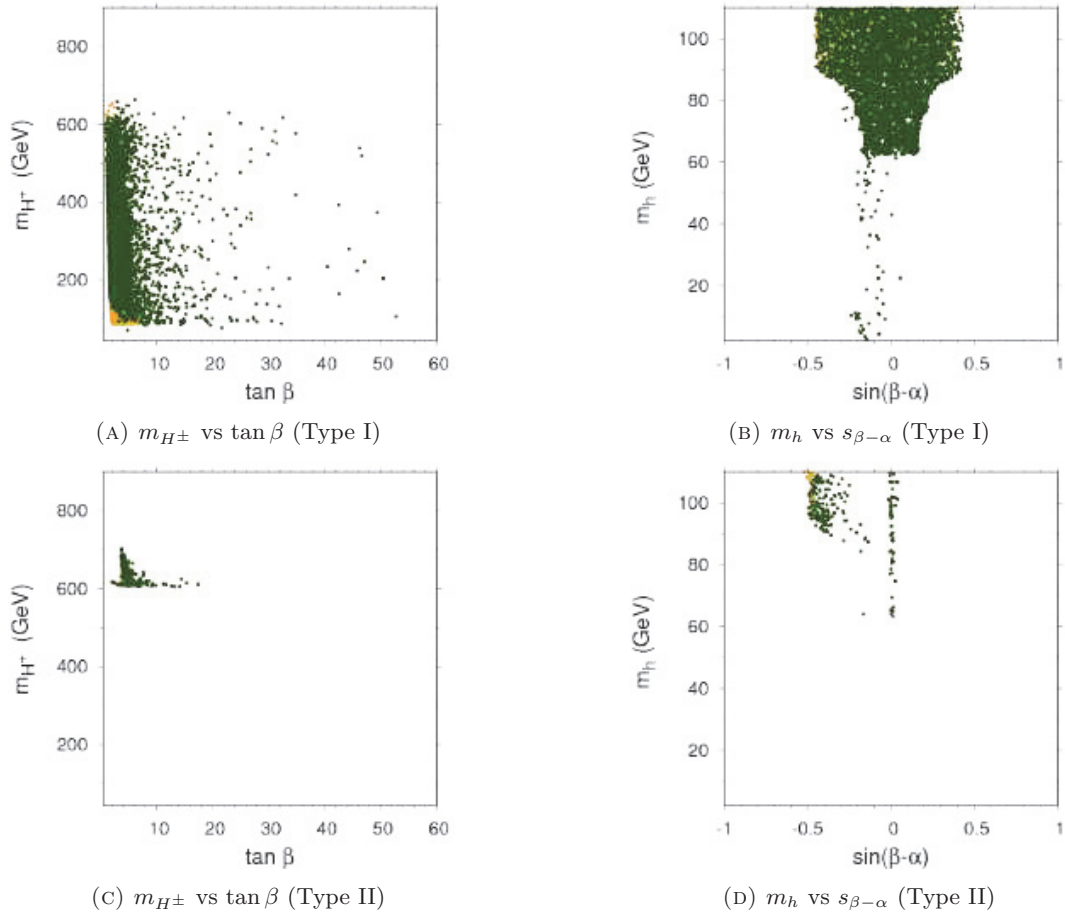 800
600
400
200
m_{H^+} (GeV)
10 20 30 40 50 60
tan β
(A) m_{H^±} vs tan β (Type I)
100
80
60
40
20
m_h (GeV)
-1 -0.5 0 0.5 1
sin(β-α)
(B) m_h vs s_{β−α} (Type I)
800
600
400
200
m_{H^+} (GeV)
10 20 30 40 50 60
tan β
(C) m_{H^±} vs tan β (Type II)
100
80
60
40
20
m_h (GeV)
-1 -0.5 0 0.5 1
sin(β-α)
(D) m_h vs s_{β−α} (Type II)